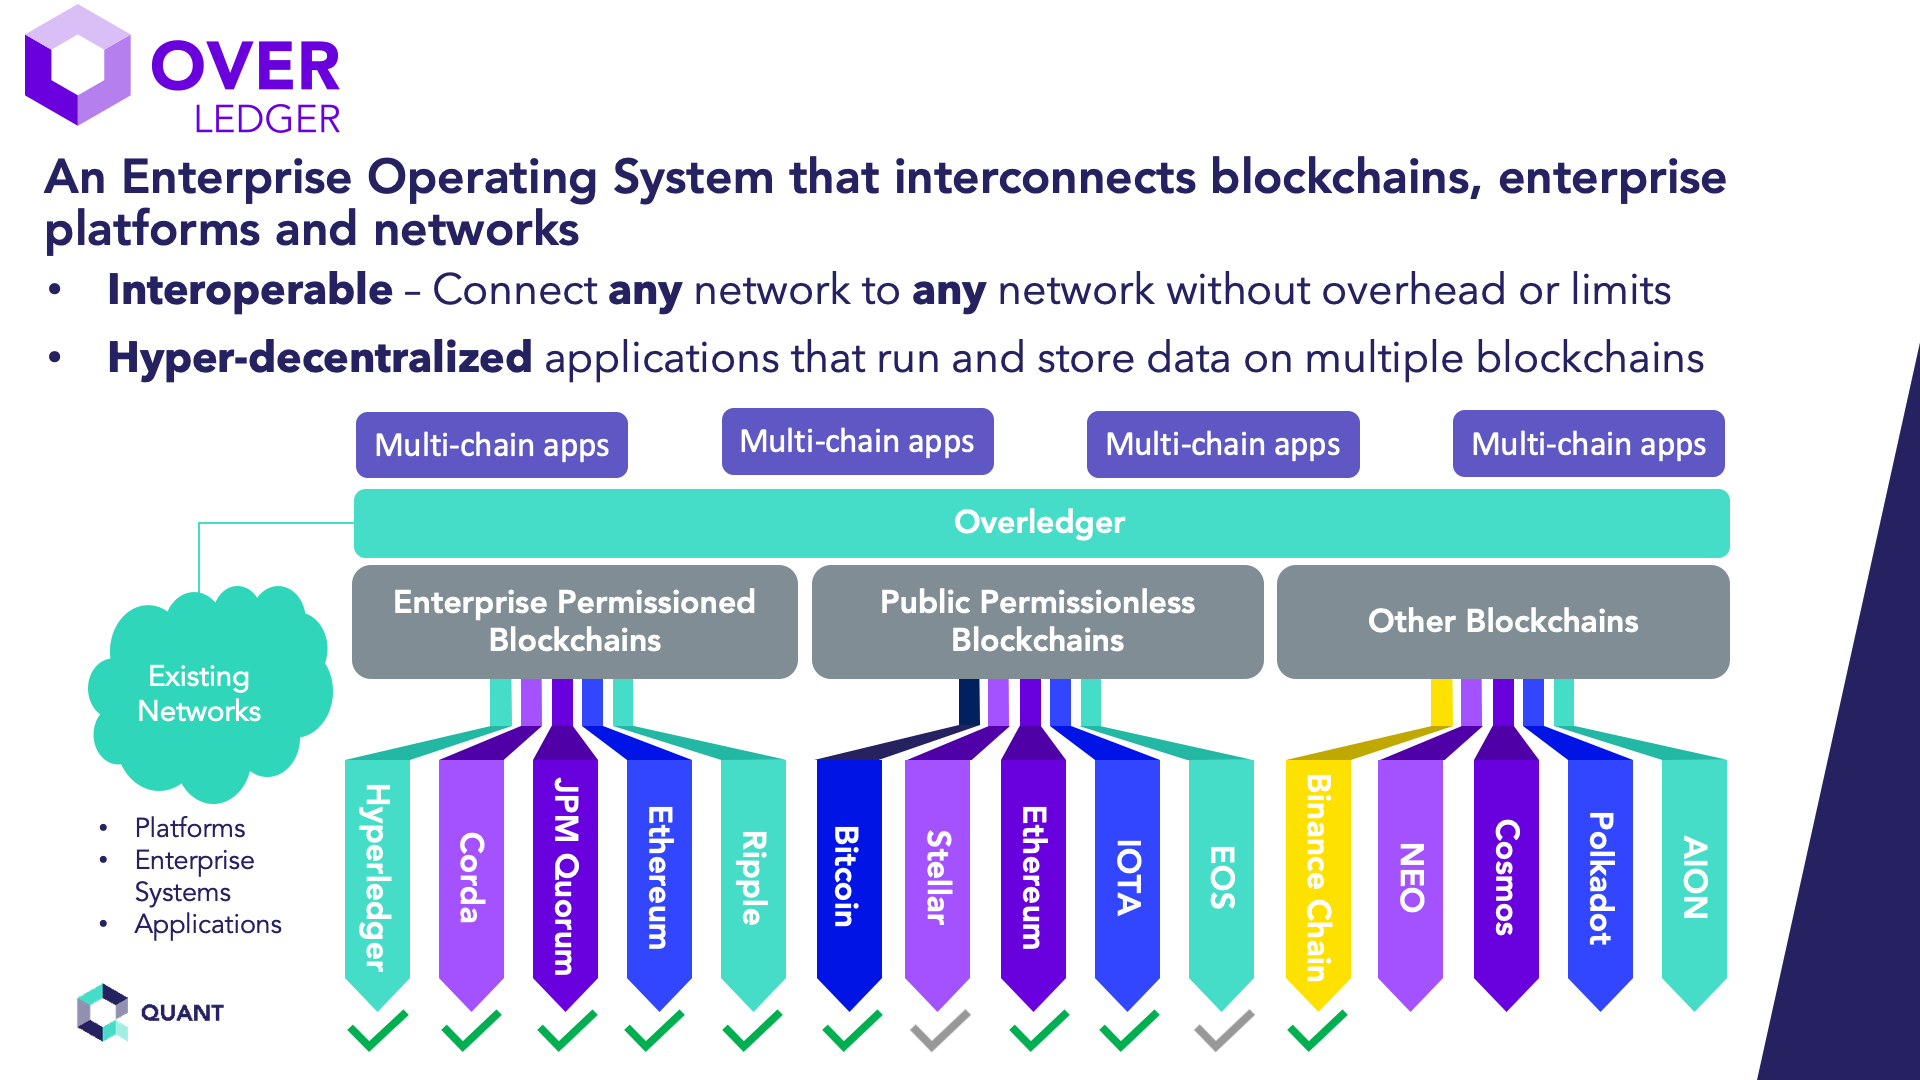 OVER
LEDGER
An Enterprise Operating System that interconnects blockchains, enterprise
platforms and networks
• Interoperable – Connect any network to any network without overhead or limits
• Hyper-decentralized applications that run and store data on multiple blockchains
Multi-chain apps
Multi-chain apps
Multi-chain apps
Multi-chain apps
Overledger
Enterprise Permissioned
Blockchains
Public Permissionless
Blockchains
Other Blockchains
Existing
Networks
• Platforms
• Enterprise
Systems
• Applications
Hyperledger
Corda
JPM Quorum
Ethereum
Ripple
Bitcoin
Stellar
Ethereum
IOTA
EOS
Binance Chain
NEO
Cosmos
Polkadot
AION
QUANT